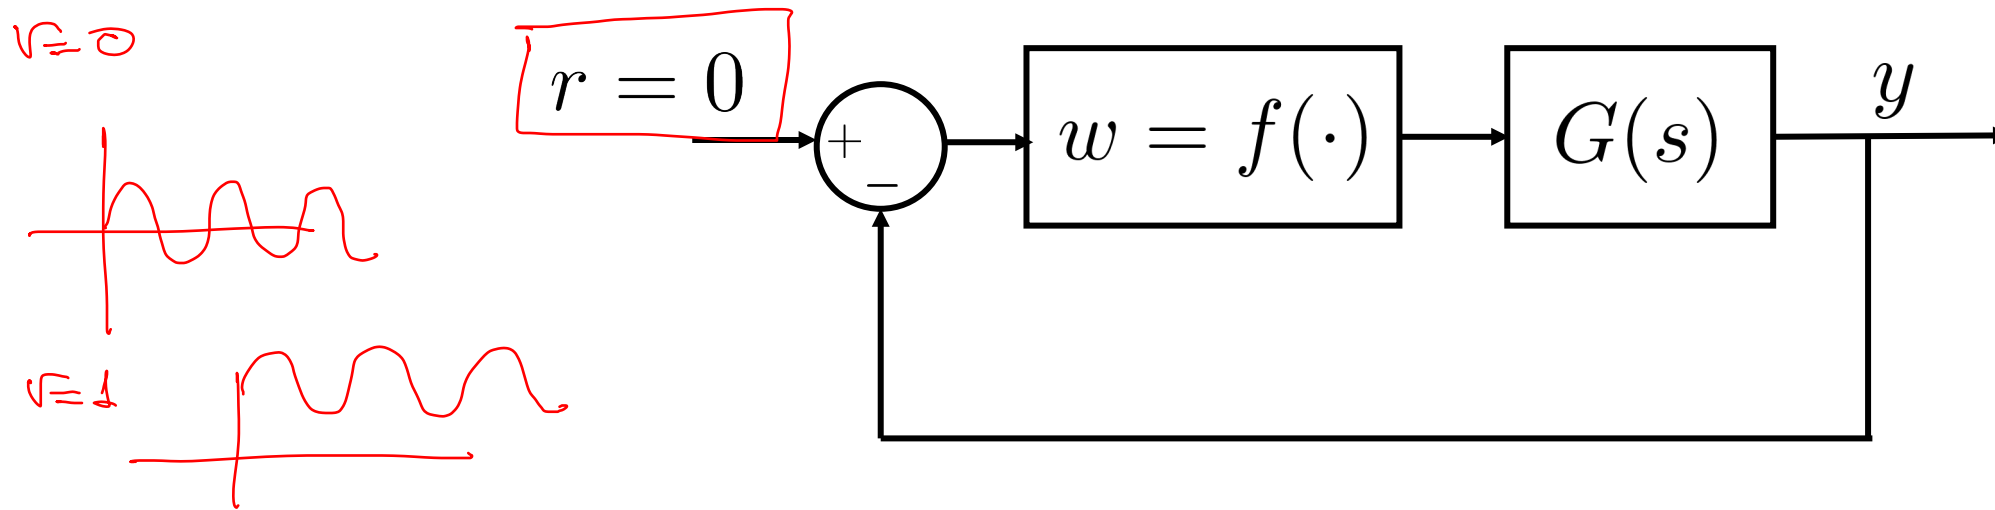 r = 0
r = 0
+
−
w = f(·)
G(s)
y
r = 1